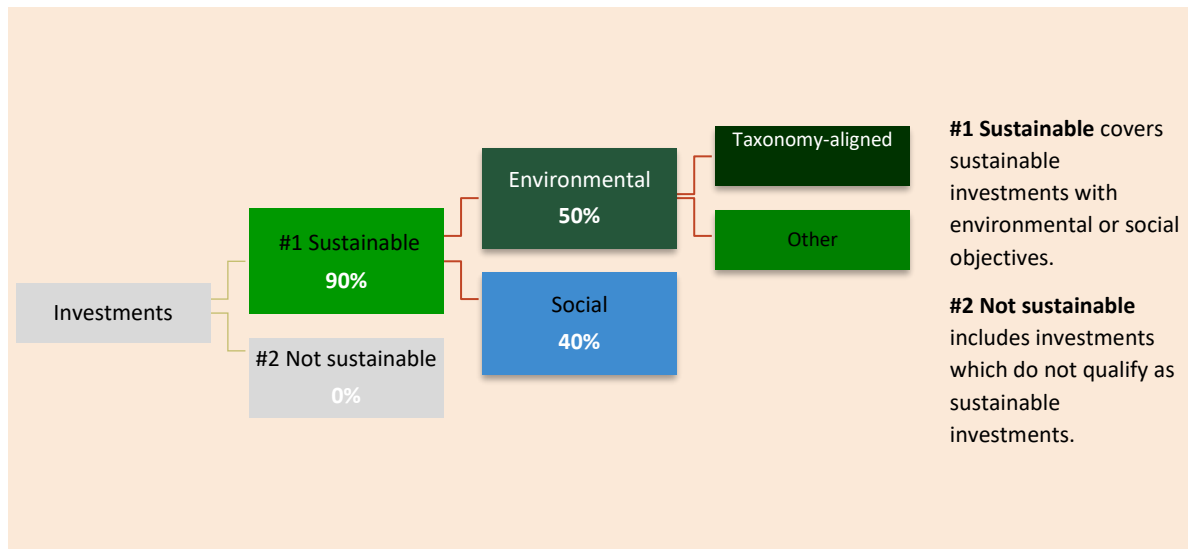 Investments
#1 Sustainable
90%
#2 Not sustainable
0%
Environmental
50%
Social
40%
Taxonomy-aligned
Other
#1 Sustainable covers
sustainable
investments with
environmental or social
objectives.
#2 Not sustainable
includes investments
which do not qualify as
sustainable
investments.